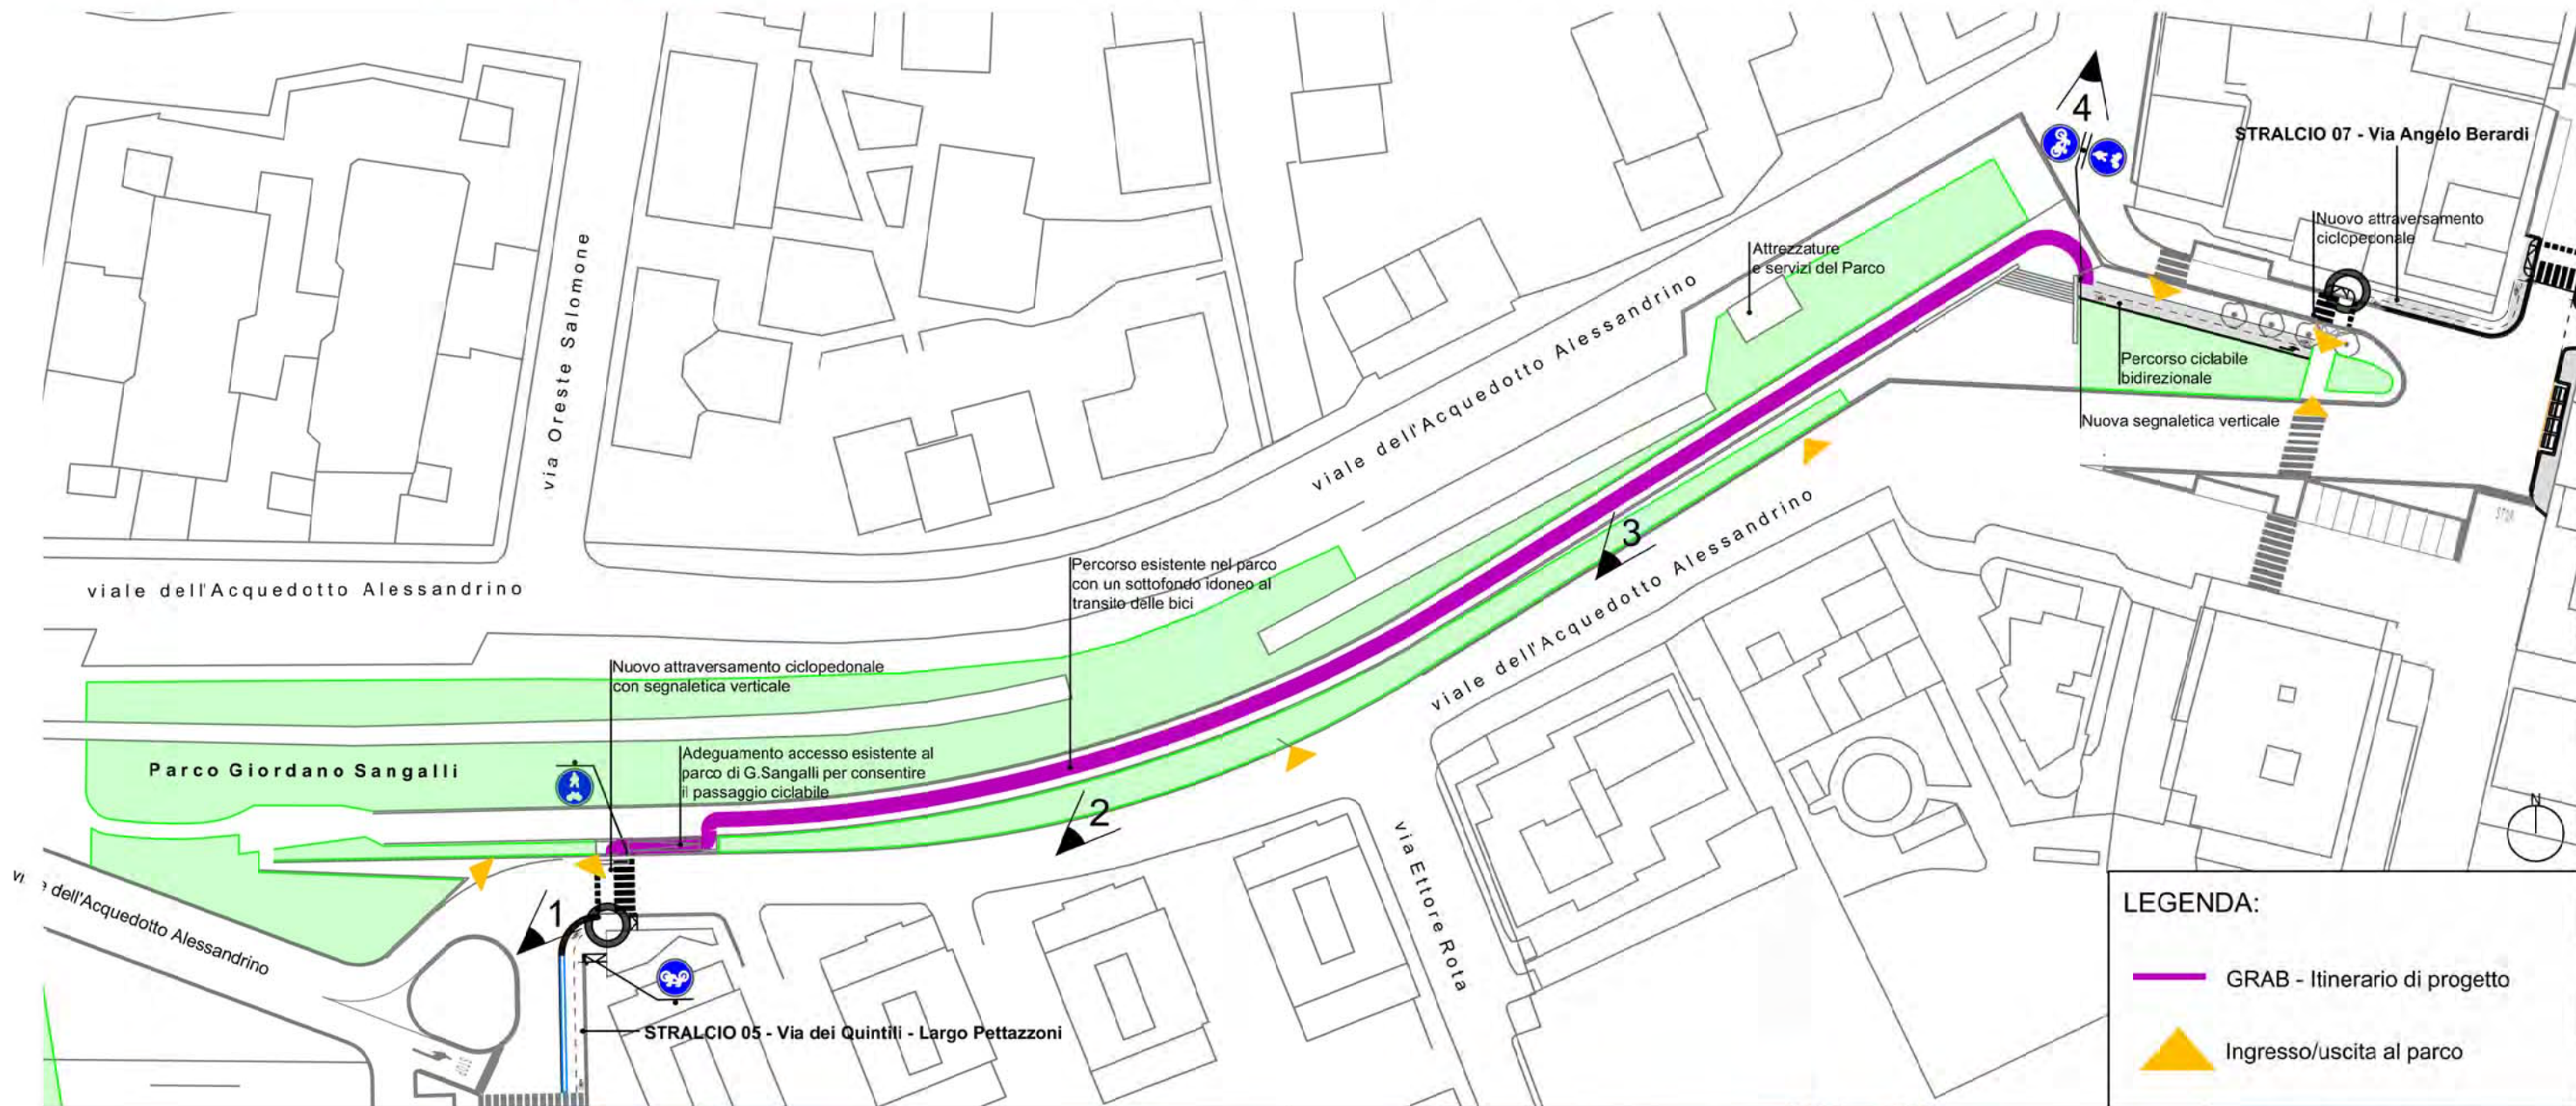 4
STRALCIO 07 - Via Angelo Berardi
Nuovo attraversamento
ciclopedonale
Attrezzature
e servizi del Parco
via Oreste Salomone
viale dell'Acquedotto Alessandrino
Percorso ciclabile
bidirezionale
Nuova segnaletica verticale
3
STOP
viale dell'Acquedotto Alessandrino
Percorso esistente nel parco
con un sottofondo idoneo al
transito delle bici
viale dell'Acquedotto Alessandrino
Nuovo attraversamento ciclopedonale
con segnaletica verticale
Parco Giordano Sangalli
Adeguamento accesso esistente al
parco di G.Sangalli per consentire
il passaggio ciclabile
2
N
via Ettore Rota
dell'Acquedotto Alessandrino
1
STRALCIO 05 - Via dei Quintili - Largo Pettazzoni
STOP
LEGENDA:
GRAB - Itinerario di progetto
Ingresso/uscita al parco